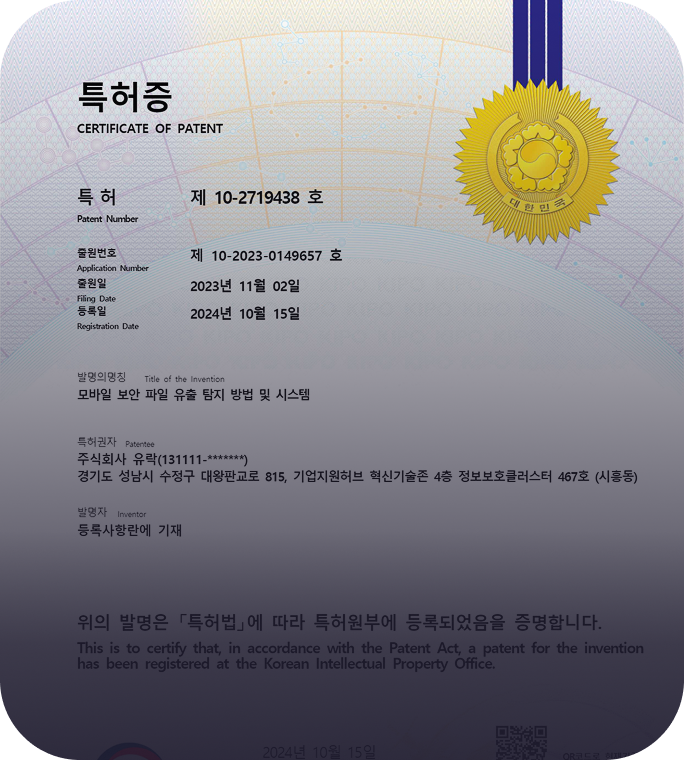 특허증
CERTIFICATE OF PATENT
대한민국
특 허 제 10-2719438 호
Patent Number
출원번호 제 10-2023-0149657 호
Application Number
출원일 2023년 11월 02일
Filing Date
등록일 2024년 10월 15일
Registration Date
발명의명칭 Title of the Invention
모바일 보안 파일 유출 탐지 방법 및 시스템
특허권자 Patentee
주식회사 유락(131111-*******)
경기도 성남시 수정구 대왕판교로 815, 기업지원허브 혁신기술존 4층 정보보호클러스터 467호 (시흥동)
발명자 Inventor
등록사항란에 기재
위의 발명은 「특허법」에 따라 특허원부에 등록되었음을 증명합니다.
This is to certify that, in accordance with the Patent Act, a patent for the invention
has been registered at the Korean Intellectual Property Office.
2024년 10월 15일